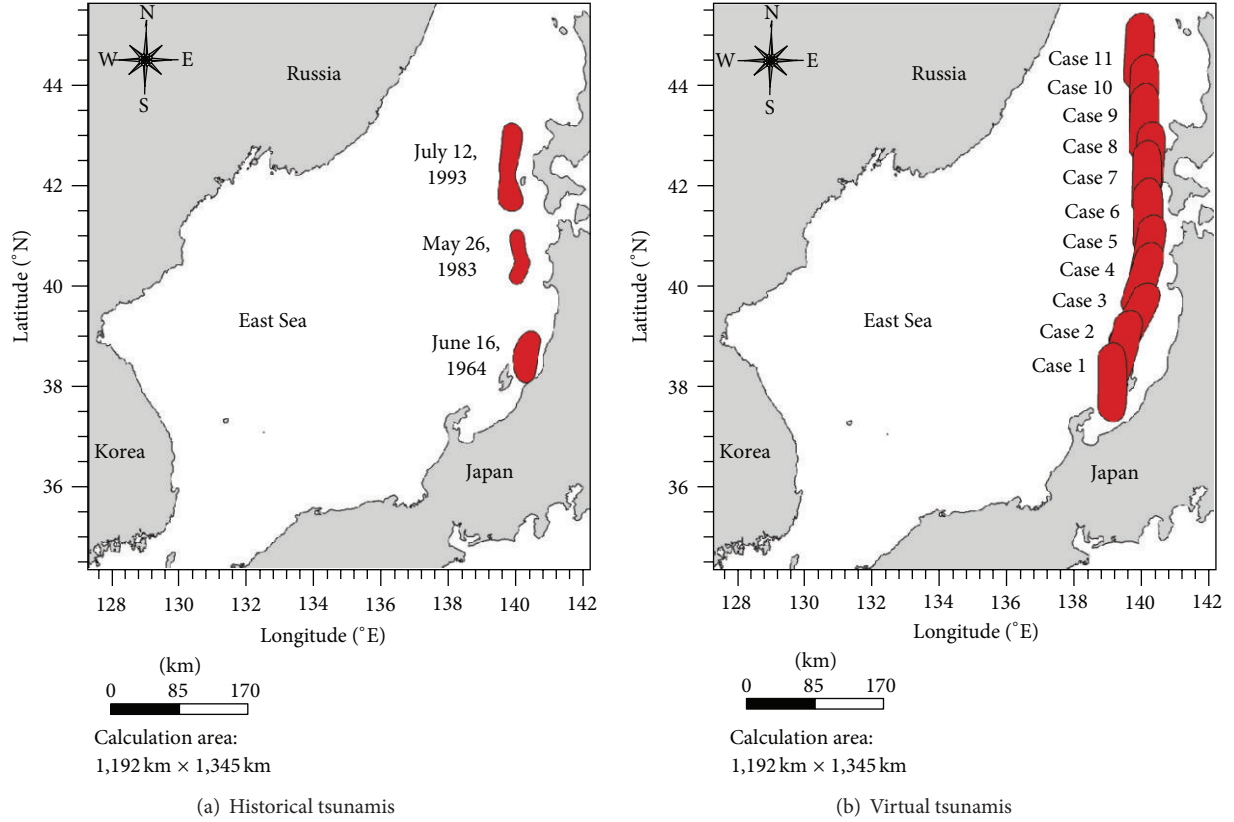 N
W
E
S
Russia
July 12,
1993
May 26,
1983
East Sea
June 16,
1964
Korea
Japan
44
42
40
38
36
Latitude (°N)
128
130
132
134
136
138
140
142
Longitude (°E)
(km)
0
85
170
Calculation area:
1,192 km × 1,345 km
(a) Historical tsunamis
N
W
E
S
Russia
Case 11
Case 10
Case 9
Case 8
Case 7
Case 6
Case 5
Case 4
Case 3
Case 2
Case 1
East Sea
Korea
Japan
44
42
40
38
36
Latitude (°N)
128
130
132
134
136
138
140
142
Longitude (°E)
(km)
0
85
170
Calculation area:
1,192 km × 1,345 km
(b) Virtual tsunamis